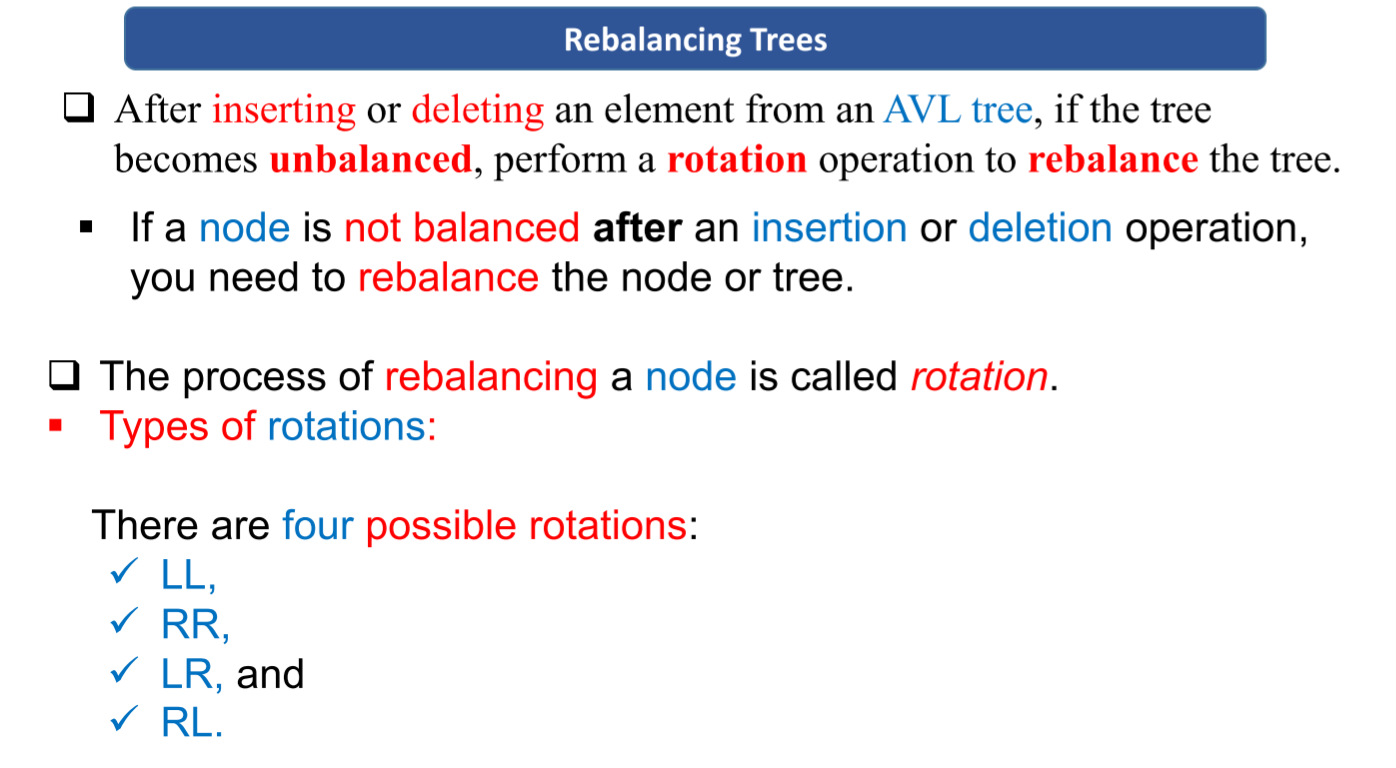 Rebalancing Trees
❑ After inserting or deleting an element from an AVL tree, if the tree
becomes unbalanced, perform a rotation operation to rebalance the tree.
▪ If a node is not balanced after an insertion or deletion operation,
you need to rebalance the node or tree.
❑ The process of rebalancing a node is called rotation.
▪ Types of rotations:
There are four possible rotations:
✓ LL,
✓ RR,
✓ LR, and
✓ RL.